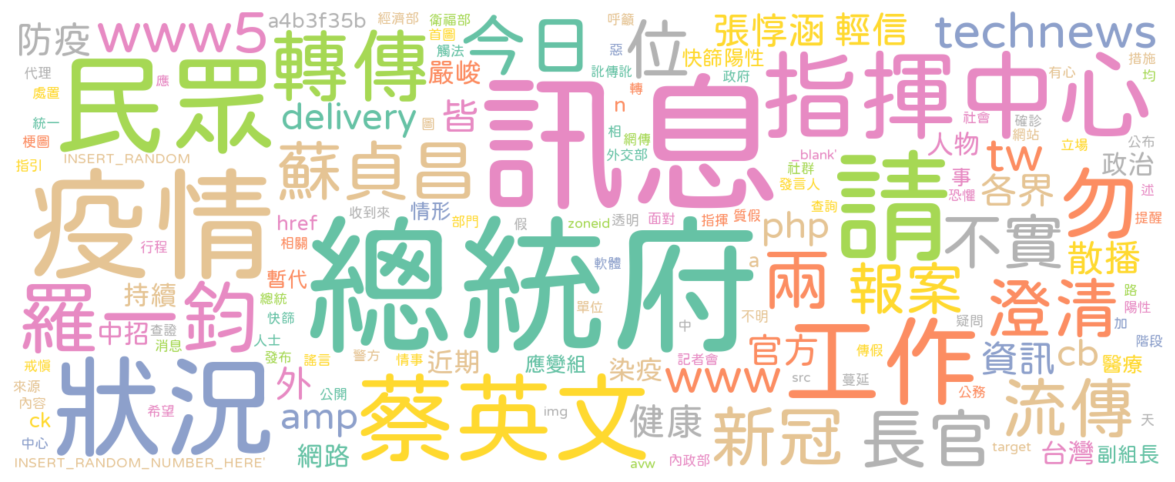 防疫 www5 a4b3f35b 經濟部 衛福部 首圖 今日 呼籲 惡 位 張惇涵 輕信 technews
代理 應 民眾 轉傳 觸法 嚴峻 訛傳訛 快篩陽性 政府 有心 措施 均
處置 delivery 皆 n 轉 訊息 指揮中心 社會 確診
統一 梗圖 圖 相 網傳 網站 立場 公布
指引 INSERT_RANDOM 蘇貞昌 外交部 _blank' 社群 人物 tw 政治
疫情 發言人 請 事 恐懼 各界 勿 述
href 收到來 情形 部門 假 zoneid 透明 面對 指揮 質假 查詢 php 不實 提醒
行程 相關 總統府 軟體 a 兩 散播
羅一鈞 持續 暫代 總統 報案 澄清 路
中招 查證 快篩 單位 不明 陽性
消息 人士 中 疑問 加
戒慎 狀況 發布 謠言 警方 情事 近期 應變組 染疫 記者會 官方 傳假 工作 資訊 cb 階段 醫療
來源 外 公開 蔡英文 www src 蔓延 公務 流傳
內容 希望 amp img 健康 新冠 長官 天
ck 中心 網路 avw 內政部 target 台灣 副組長
INSERT_RANDOM_NUMBER_HERE'